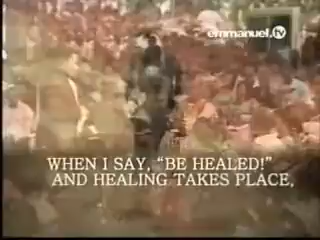 emmanuel.tv
WHEN I SAY, “BE HEALED!”
AND HEALING TAKES PLACE,